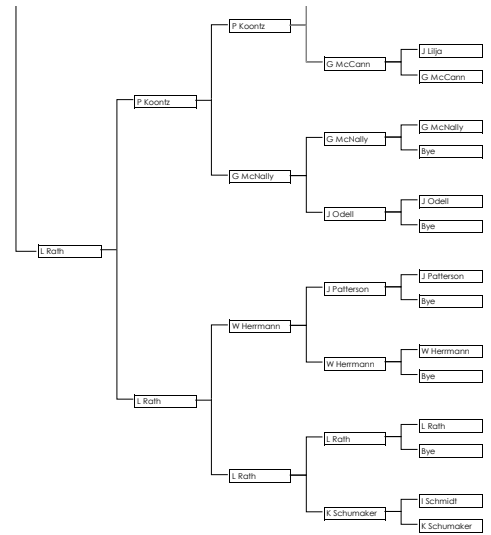 P Koontz
J Lilja
G McCann
G McCann
P Koontz
G McNally
G McNally
Bye
G McNally
J Odell
J Odell
Bye
L Rath
J Patterson
J Patterson
Bye
W Herrmann
W Herrmann
W Herrmann
Bye
L Rath
L Rath
L Rath
Bye
L Rath
I Schmidt
K Schumaker
K Schumaker